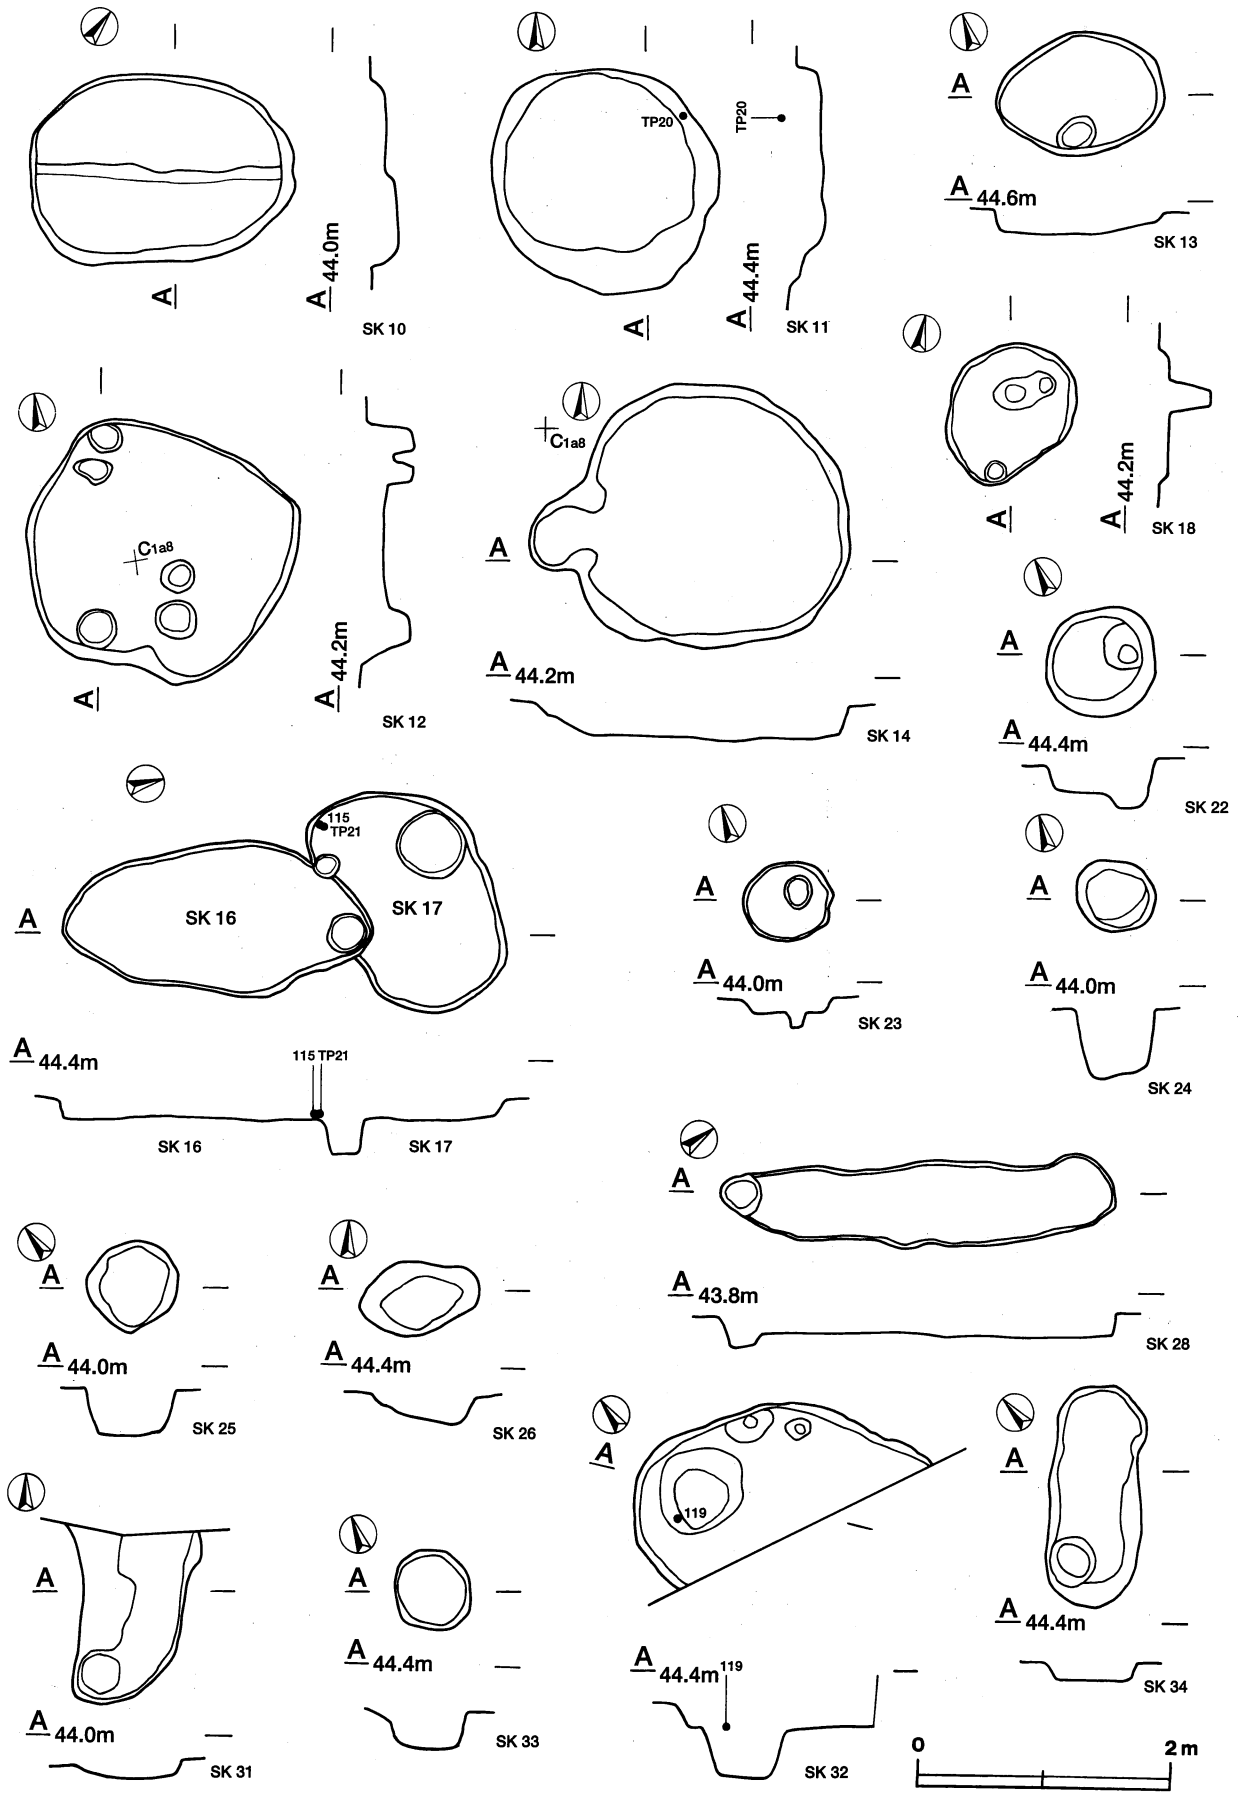 TP20
TP20
A
A 44.0m
SK 10
A
A 44.4m
SK 11
A
A 44.6m
SK 13
C1a8
A
A 44.2m
SK 12
C1a8
A
A 44.2m
SK 14
A
A 44.2m
SK 18
A
A 44.4m
SK 22
115
TP21
SK 16
SK 17
A
A 44.4m
115 TP21
SK 16
SK 17
A
A 44.0m
SK 23
A
A 44.0m
SK 24
A
A 43.8m
SK 28
A
A 44.0m
SK 25
A
A 44.4m
SK 26
A
119
A 44.4m 119
SK 32
A
A 44.4m
SK 34
A
A 44.0m
SK 31
A
A 44.4m
SK 33
0 2 m